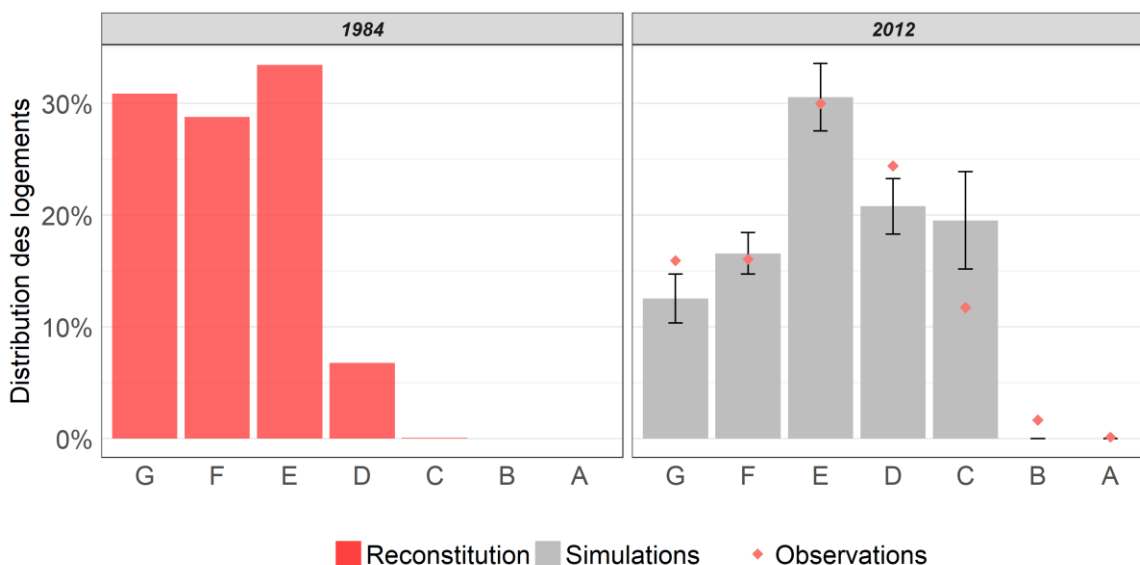 1984
2012
Distribution des logements
30%
20%
10%
0%
G F E D C B A
G F E D C B A
Reconstitution Simulations Observations